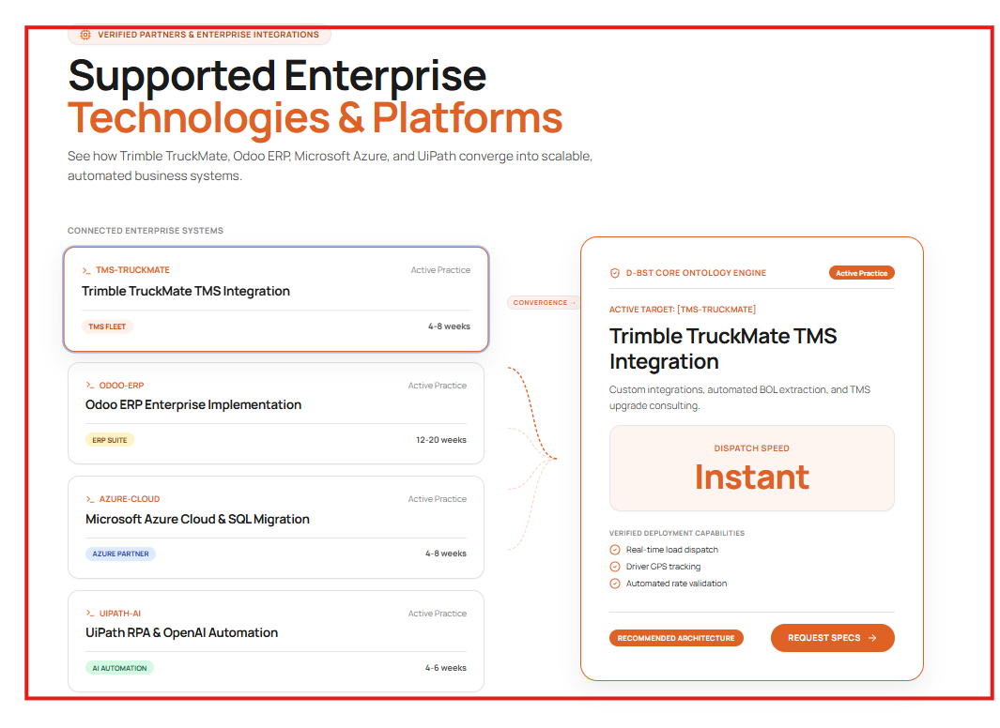 VERIFIED PARTNERS & ENTERPRISE INTEGRATIONS
Supported Enterprise
Technologies & Platforms
See how Trimble TruckMate, Odoo ERP, Microsoft Azure, and UiPath converge into scalable,
automated business systems.
CONNECTED ENTERPRISE SYSTEMS
>_ TMS-TRUCKMATE
Active Practice
Trimble TruckMate TMS Integration
TMS FLEET
4-8 weeks
>_ ODOO-ERP
Active Practice
Odoo ERP Enterprise Implementation
ERP SUITE
12-20 weeks
>_ AZURE-CLOUD
Active Practice
Microsoft Azure Cloud & SQL Migration
AZURE PARTNER
4-8 weeks
>_ UIPATH-AI
Active Practice
UiPath RPA & OpenAI Automation
AI AUTOMATION
4-6 weeks
CONVERGENCE →
D-BST CORE ONTOLOGY ENGINE
Active Practice
ACTIVE TARGET: [TMS-TRUCKMATE]
Trimble TruckMate TMS
Integration
Custom integrations, automated BOL extraction, and TMS
upgrade consulting.
DISPATCH SPEED
Instant
VERIFIED DEPLOYMENT CAPABILITIES
Real-time load dispatch
Driver GPS tracking
Automated rate validation
RECOMMENDED ARCHITECTURE
REQUEST SPECS →